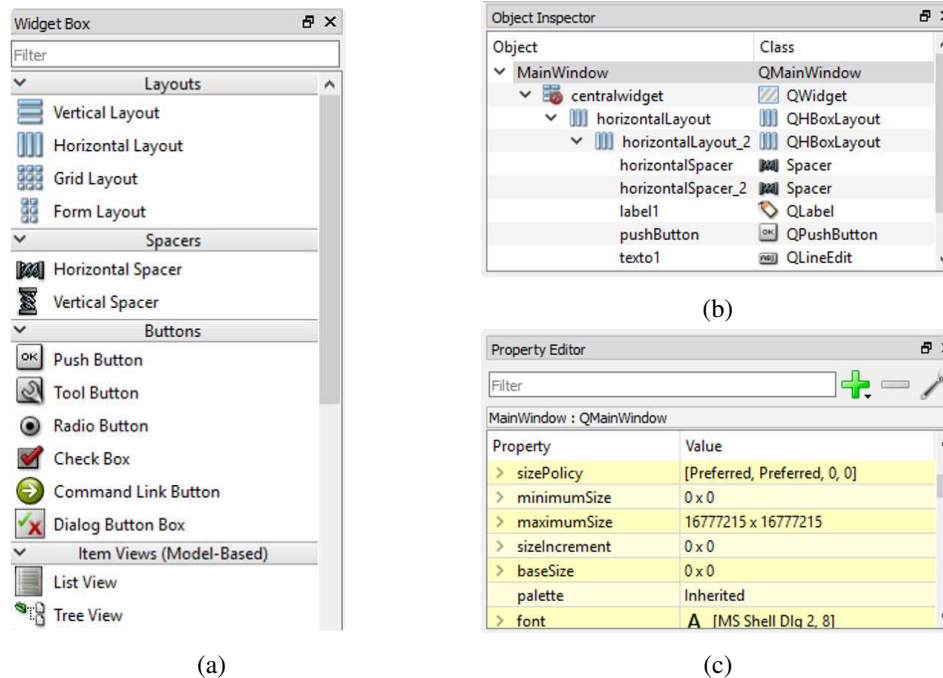 Widget Box
Filter
Layouts
Vertical Layout
Horizontal Layout
Grid Layout
Form Layout
Spacers
Horizontal Spacer
Vertical Spacer
Buttons
OK Push Button
Tool Button
Radio Button
Check Box
Command Link Button
Dialog Button Box
Item Views (Model-Based)
List View
Tree View
(a)
Object Inspector
Object Class
MainWindow QMainWindow
centralwidget QWidget
horizontalLayout QHBoxLayout
horizontalLayout_2 QHBoxLayout
horizontalSpacer Spacer
horizontalSpacer_2 Spacer
label1 QLabel
pushButton OK QPushButton
texto1 QLineEdit
(b)
Property Editor
Filter
MainWindow : QMainWindow
Property Value
sizePolicy [Preferred, Preferred, 0, 0]
minimumSize 0 x 0
maximumSize 16777215 x 16777215
sizeIncrement 0 x 0
baseSize 0 x 0
palette Inherited
font A [MS Shell Dlg 2, 8]
(c)